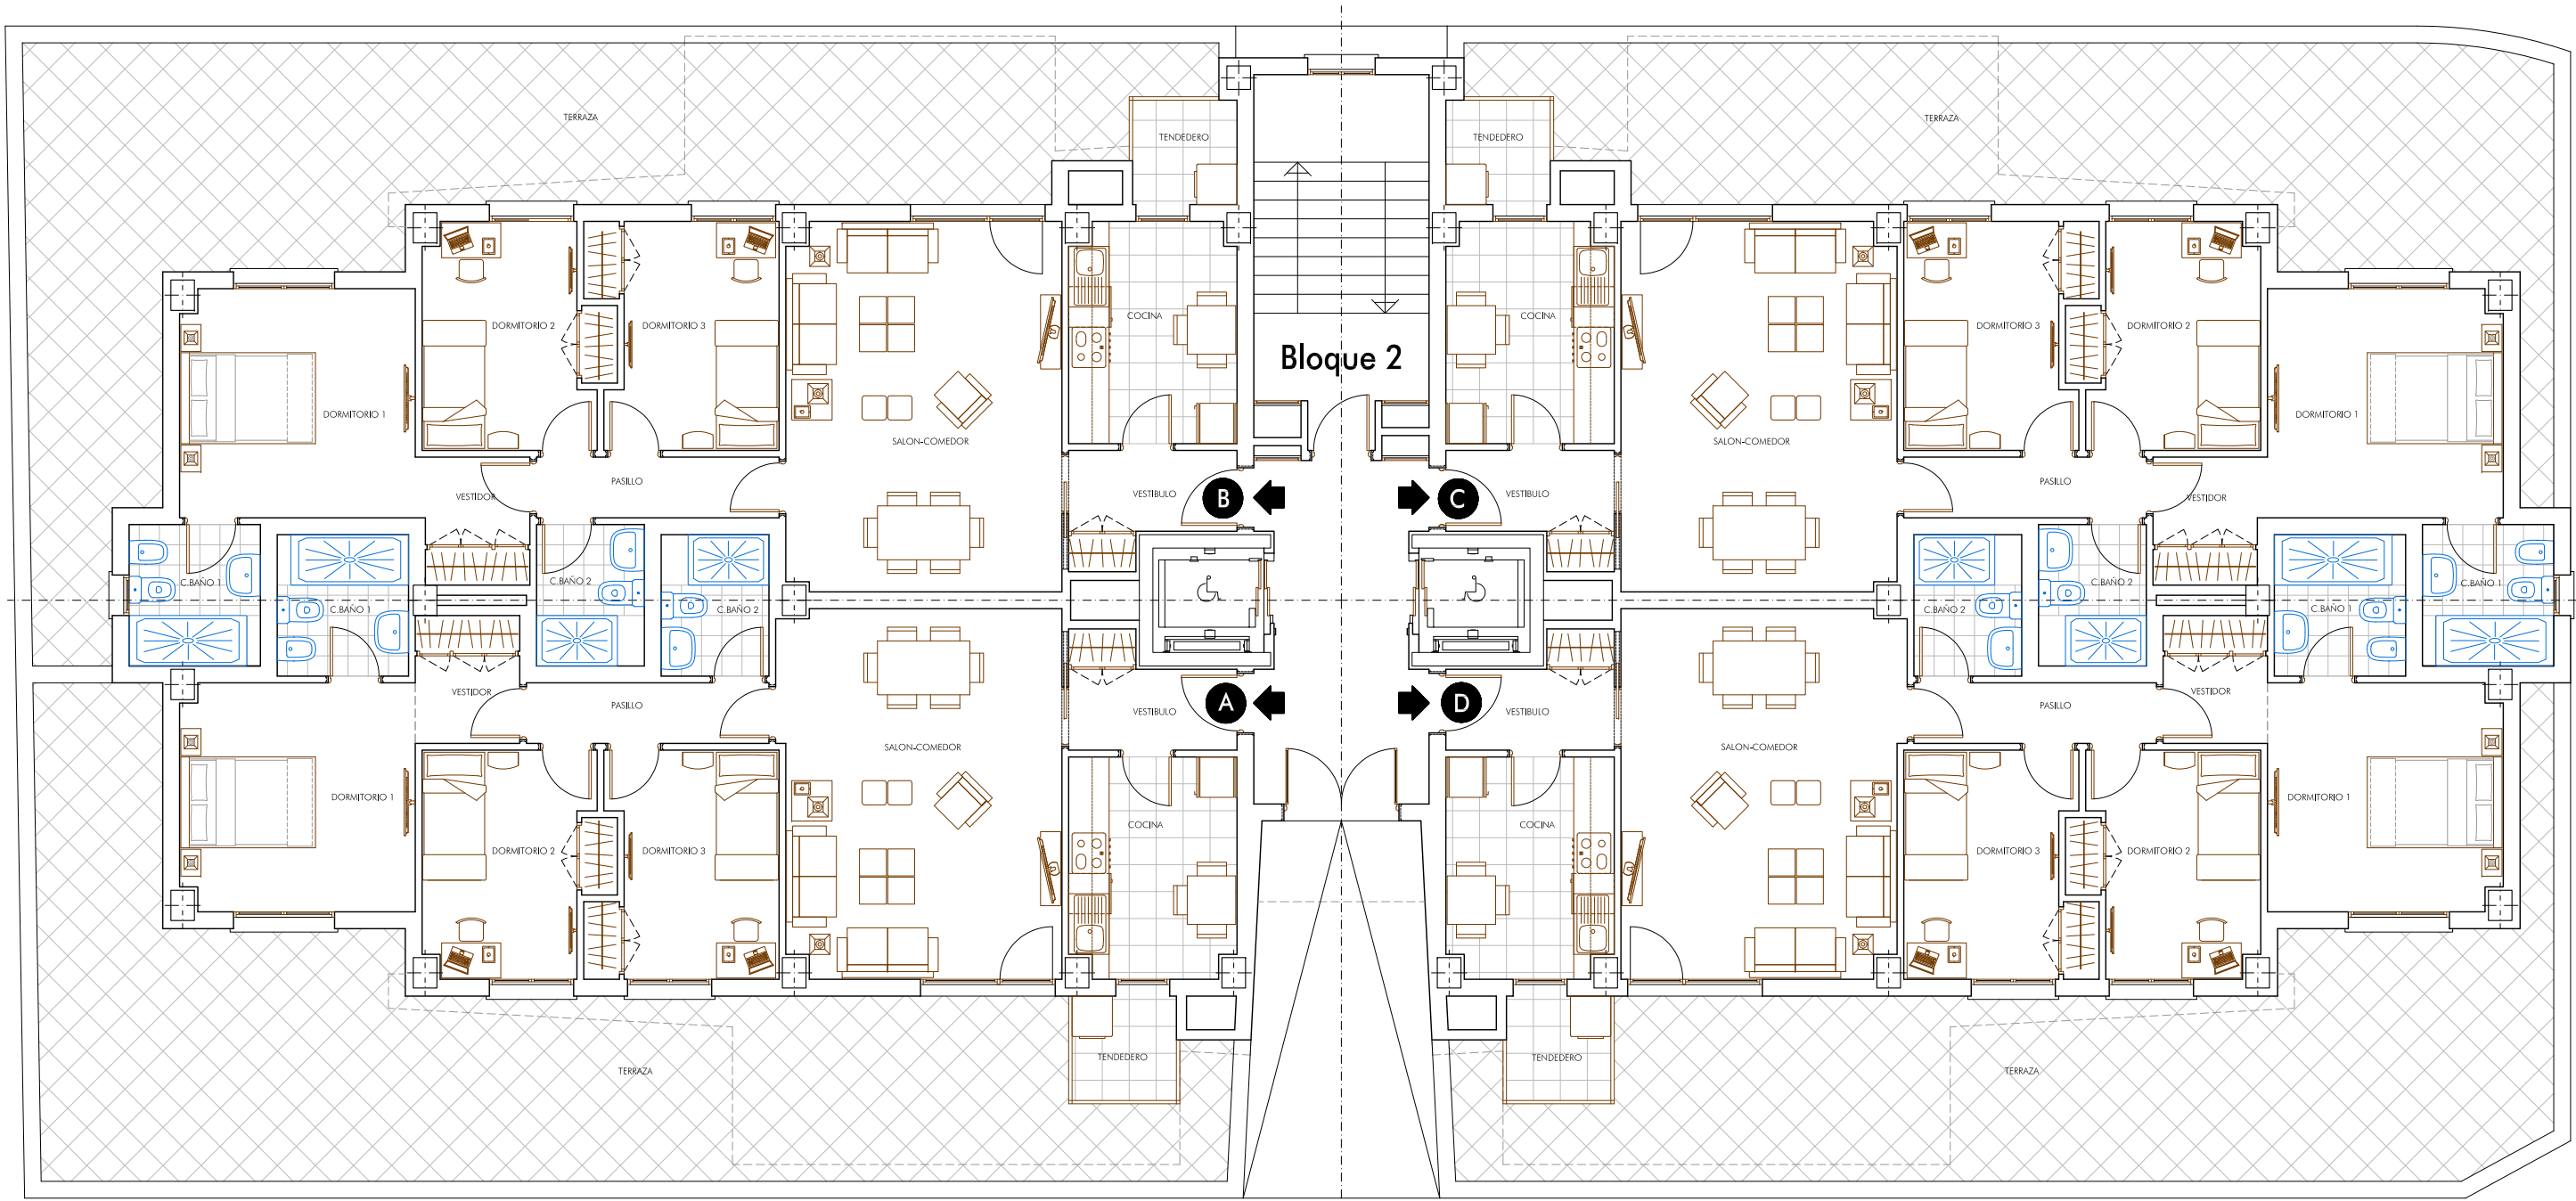 TERRAZA
TENDEDERO
TENDEDERO
TERRAZA
DORMITORIO 2
DORMITORIO 3
COCINA
Bloque 2
COCINA
DORMITORIO 3
DORMITORIO 2
DORMITORIO 1
SALON-COMEDOR
SALON-COMEDOR
DORMITORIO 1
VESTIDOR
PASILLO
VESTIBULO
B
C
VESTIBULO
PASILLO
VESTIDOR
C.BAÑO 1
C.BAÑO 2
C.BAÑO 2
C.BAÑO 1
C.BAÑO 1
C.BAÑO 2
C.BAÑO 2
C.BAÑO 1
VESTIDOR
PASILLO
VESTIBULO
A
D
VESTIBULO
PASILLO
VESTIDOR
SALON-COMEDOR
SALON-COMEDOR
DORMITORIO 1
DORMITORIO 1
COCINA
COCINA
DORMITORIO 2
DORMITORIO 3
DORMITORIO 3
DORMITORIO 2
TENDEDERO
TENDEDERO
TERRAZA
TERRAZA